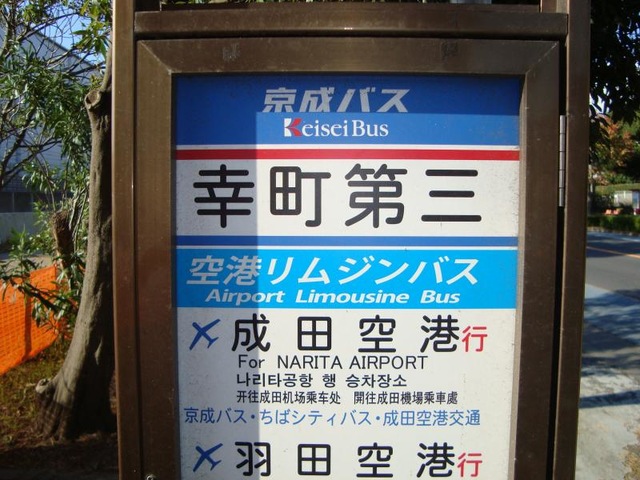 京成バス
KeiseiBus
幸町第三
空港リムジンバス
Airport Limousine Bus
成田空港行
For NARITA AIRPORT
나리타공항 행 승차장소
开往成田机场乘车处 開往成田機場乘車處
京成バス・ちばシティバス・成田空港交通
羽田空港行